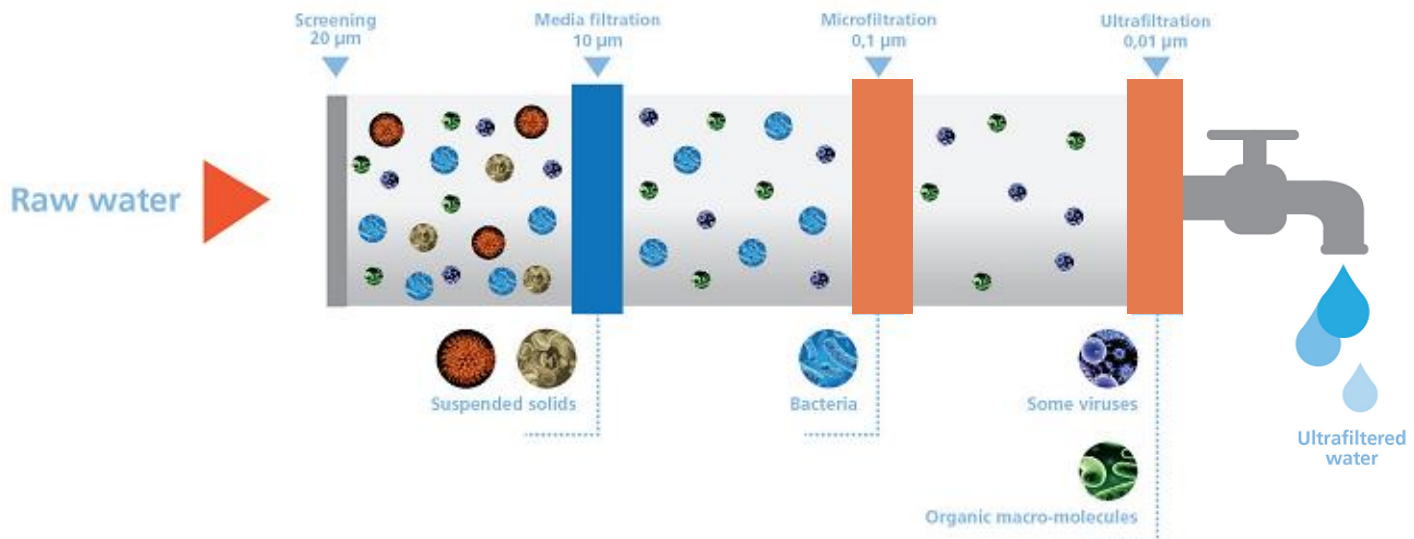 Screening
20 µm
Media filtration
10 µm
Microfiltration
0,1 µm
Ultrafiltration
0,01 µm
Raw water
Suspended solids
Bacteria
Some viruses
Organic macro-molecules
Ultrafiltered
water